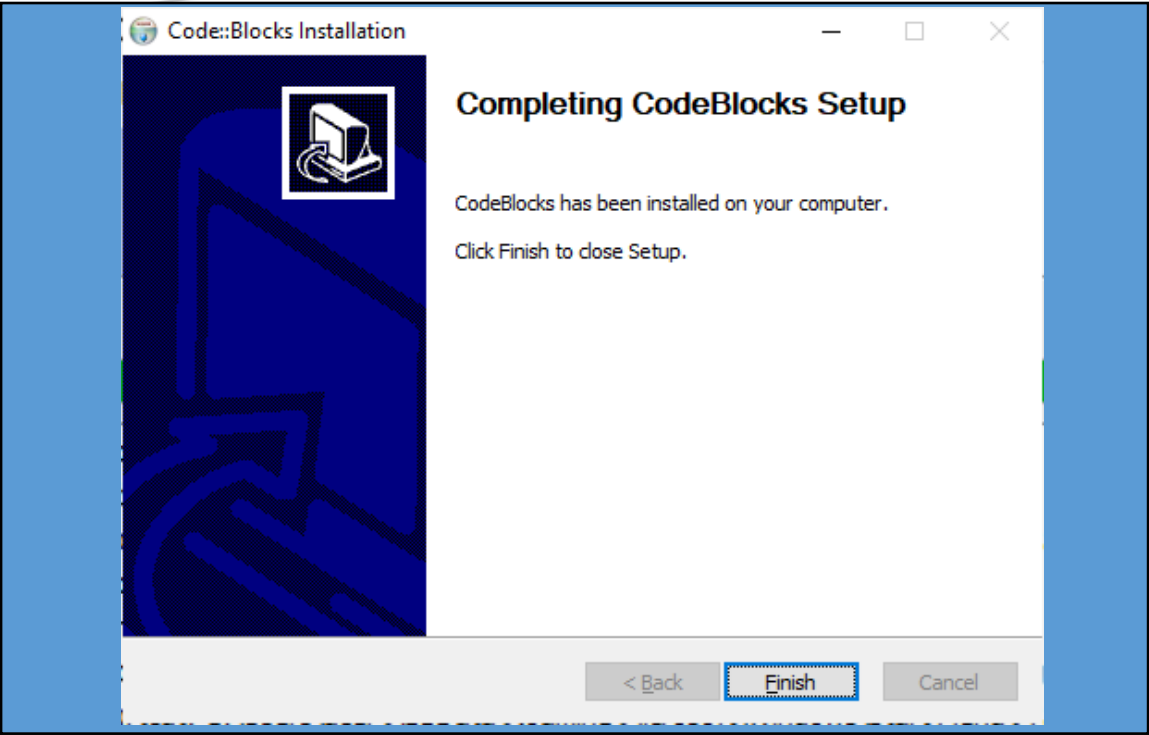 Code::Blocks Installation
Completing CodeBlocks Setup
CodeBlocks has been installed on your computer.
Click Finish to close Setup.
< Back
Finish
Cancel